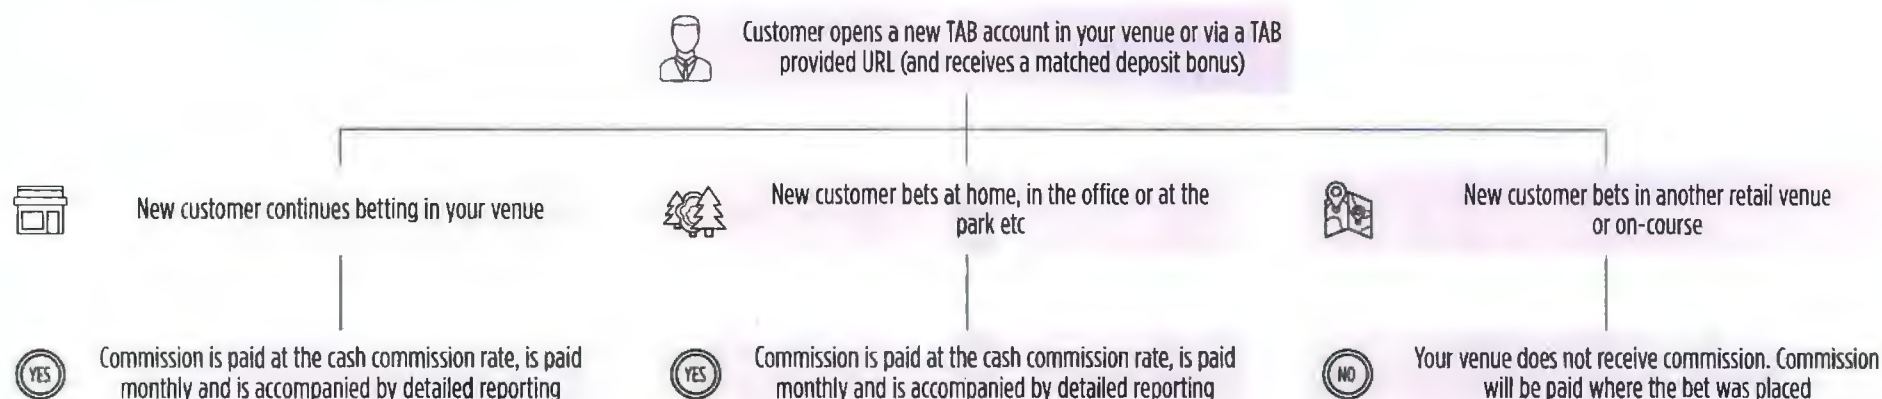 Customer opens a new TAB account in your venue or via a TAB
provided URL (and receives a matched deposit bonus)
New customer continues betting in your venue
New customer bets at home, in the office or at the
park etc
New customer bets in another retail venue
or on-course
YES
Commission is paid at the cash commission rate, is paid
monthly and is accompanied by detailed reporting
YES
Commission is paid at the cash commission rate, is paid
monthly and is accompanied by detailed reporting
NO
Your venue does not receive commission. Commission
will be paid where the bet was placed